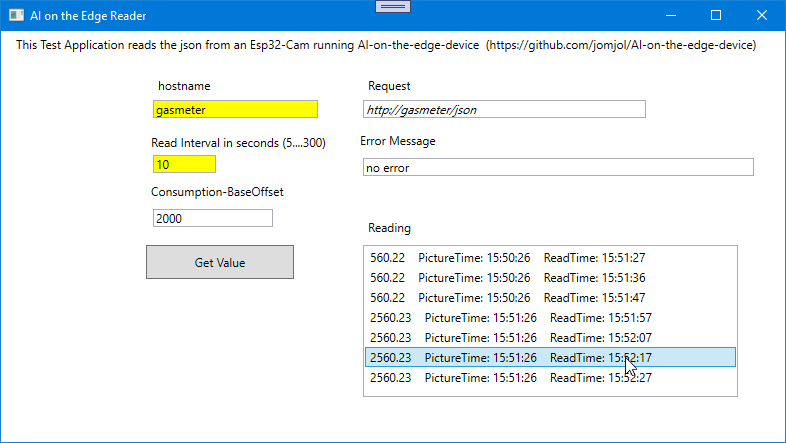 AI on the Edge Reader
This Test Application reads the json from an Esp32-Cam running AI-on-the-edge-device (https://github.com/jomjol/AI-on-the-edge-device)
hostname
gasmeter
Read Interval in seconds (5....300)
10
Consumption-BaseOffset
2000
Get Value
Request
http://gasmeter/json
Error Message
no error
Reading
560.22 PictureTime: 15:50:26 ReadTime: 15:51:27
560.22 PictureTime: 15:50:26 ReadTime: 15:51:36
560.22 PictureTime: 15:50:26 ReadTime: 15:51:47
2560.23 PictureTime: 15:51:26 ReadTime: 15:51:57
2560.23 PictureTime: 15:51:26 ReadTime: 15:52:07
2560.23 PictureTime: 15:51:26 ReadTime: 15:52:17
2560.23 PictureTime: 15:51:26 ReadTime: 15:52:27